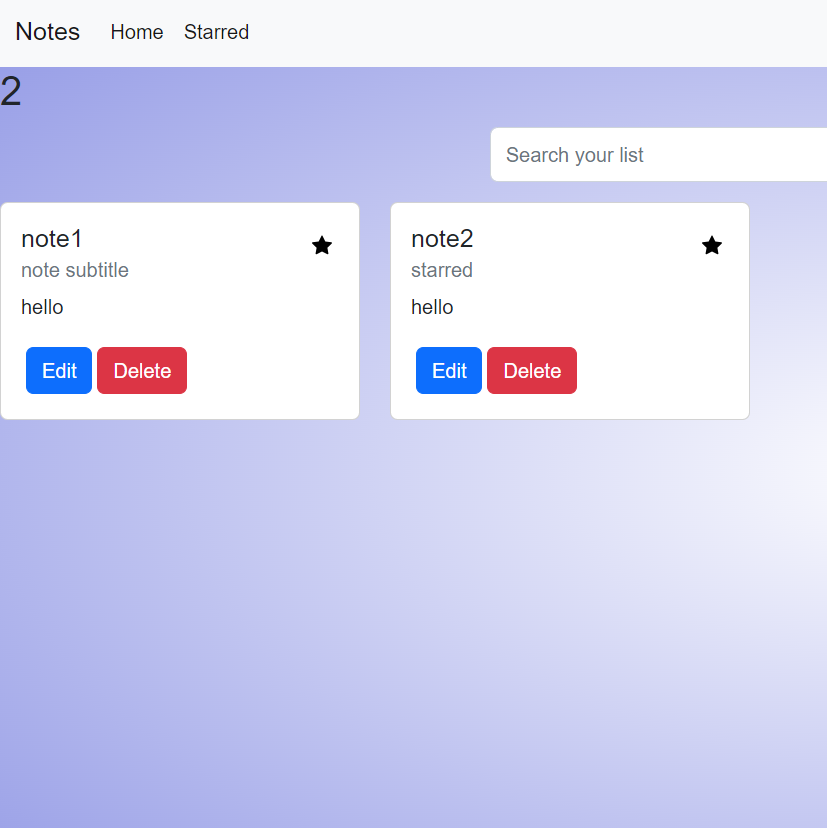 Notes Home Starred
2
Search your list
note1
note subtitle
hello
Edit Delete
note2
starred
hello
Edit Delete